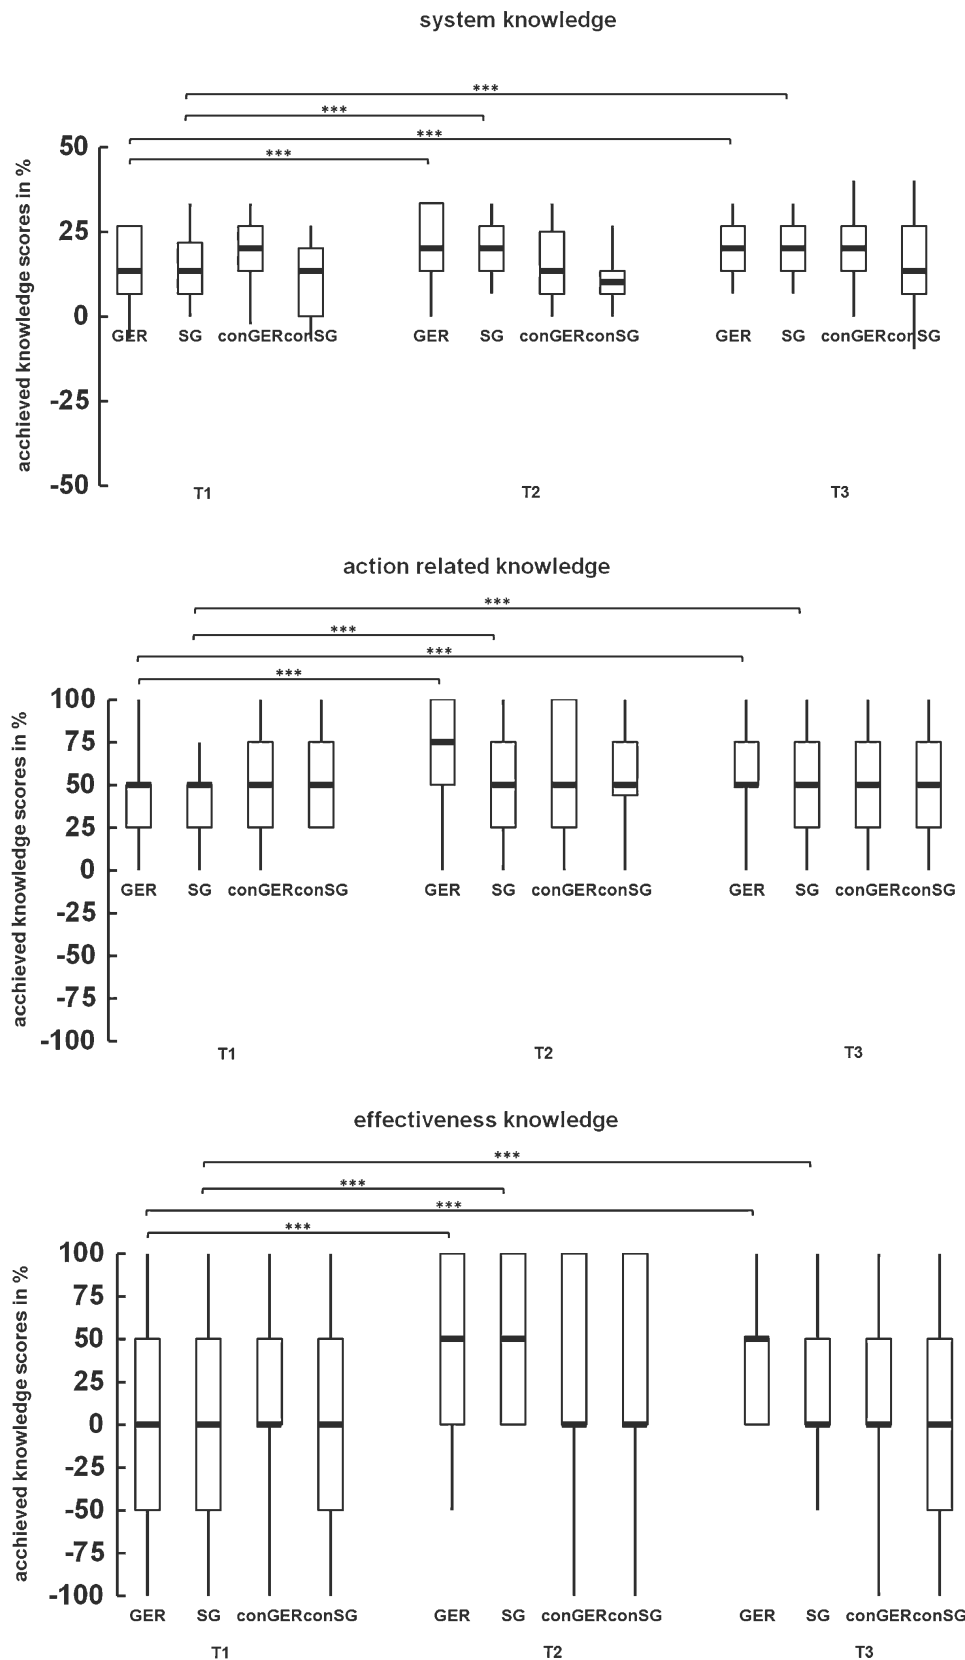 system knowledge
***
***
***
***
acchieved knowledge scores in %
50
25
0
-25
-50
GER SG conGER conSG GER SG conGER conSG GER SG conGER conSG
T1 T2 T3
action related knowledge
***
***
***
***
acchieved knowledge scores in %
100
75
50
25
0
-25
-50
-75
-100
GER SG conGER conSG GER SG conGER conSG GER SG conGER conSG
T1 T2 T3
effectiveness knowledge
***
***
***
***
acchieved knowledge scores in %
100
75
50
25
0
-25
-50
-75
-100
GER SG conGER conSG GER SG conGER conSG GER SG conGER conSG
T1 T2 T3